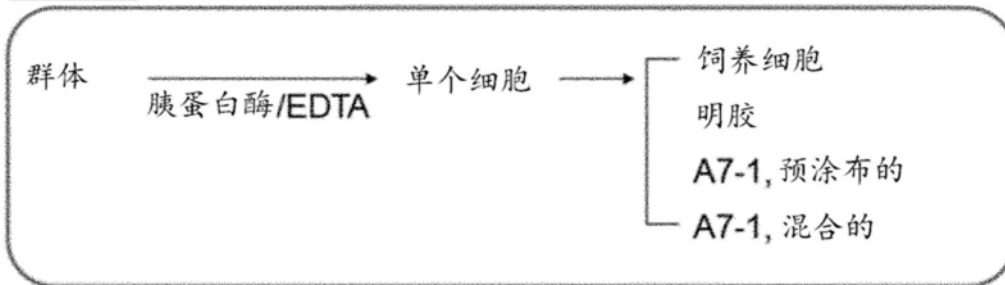 群体
胰蛋白酶/EDTA
单个细胞
饲养细胞
明胶
A7-1, 预涂布的
A7-1, 混合的